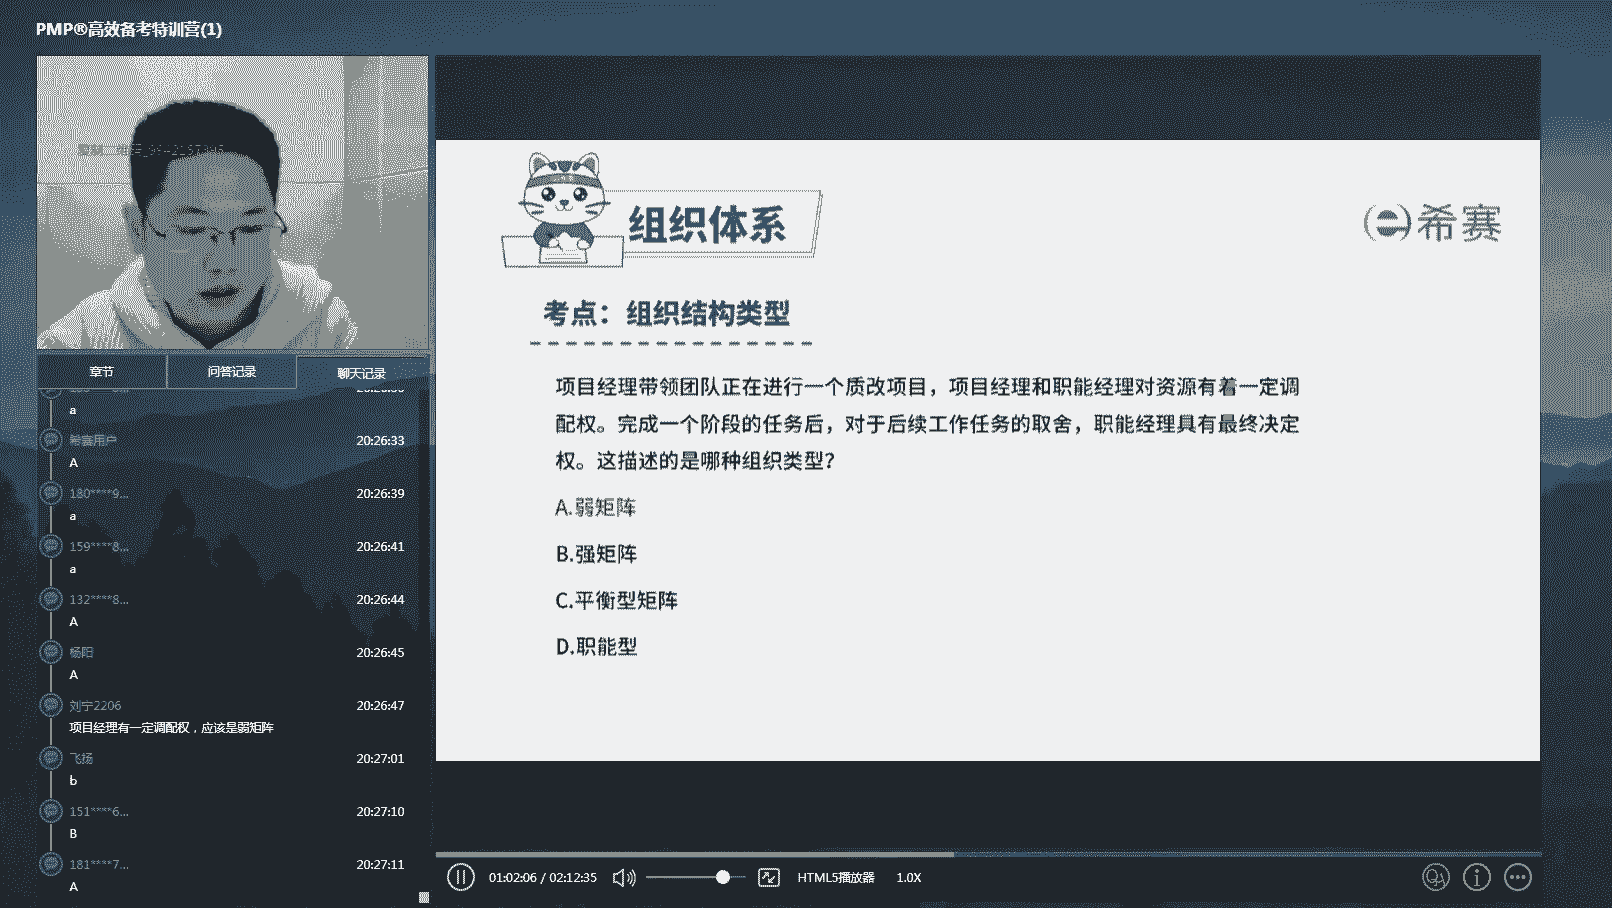 PMP®高效备考特训营(1)
章节
问答记录
聊天记录
a
希赛用户
20:26:33
A
180****9...
20:26:39
a
159****8...
20:26:41
a
132****8...
20:26:44
A
杨阳
20:26:45
A
刘宁2206
20:26:47
项目经理有一定调配权，应该是弱矩阵
飞扬
20:27:01
b
151****6...
20:27:10
B
181****7...
20:27:11
A
组织体系
希赛
考点：组织结构类型
项目经理带领团队正在进行一个质改项目，项目经理和职能经理对资源有着一定调
配权。完成一个阶段的任务后，对于后续工作任务的取舍，职能经理具有最终决定
权。这描述的是哪种组织类型？
A.弱矩阵
B.强矩阵
C.平衡型矩阵
D.职能型
01:02:06 / 02:12:35
HTML5播放器
1.0X